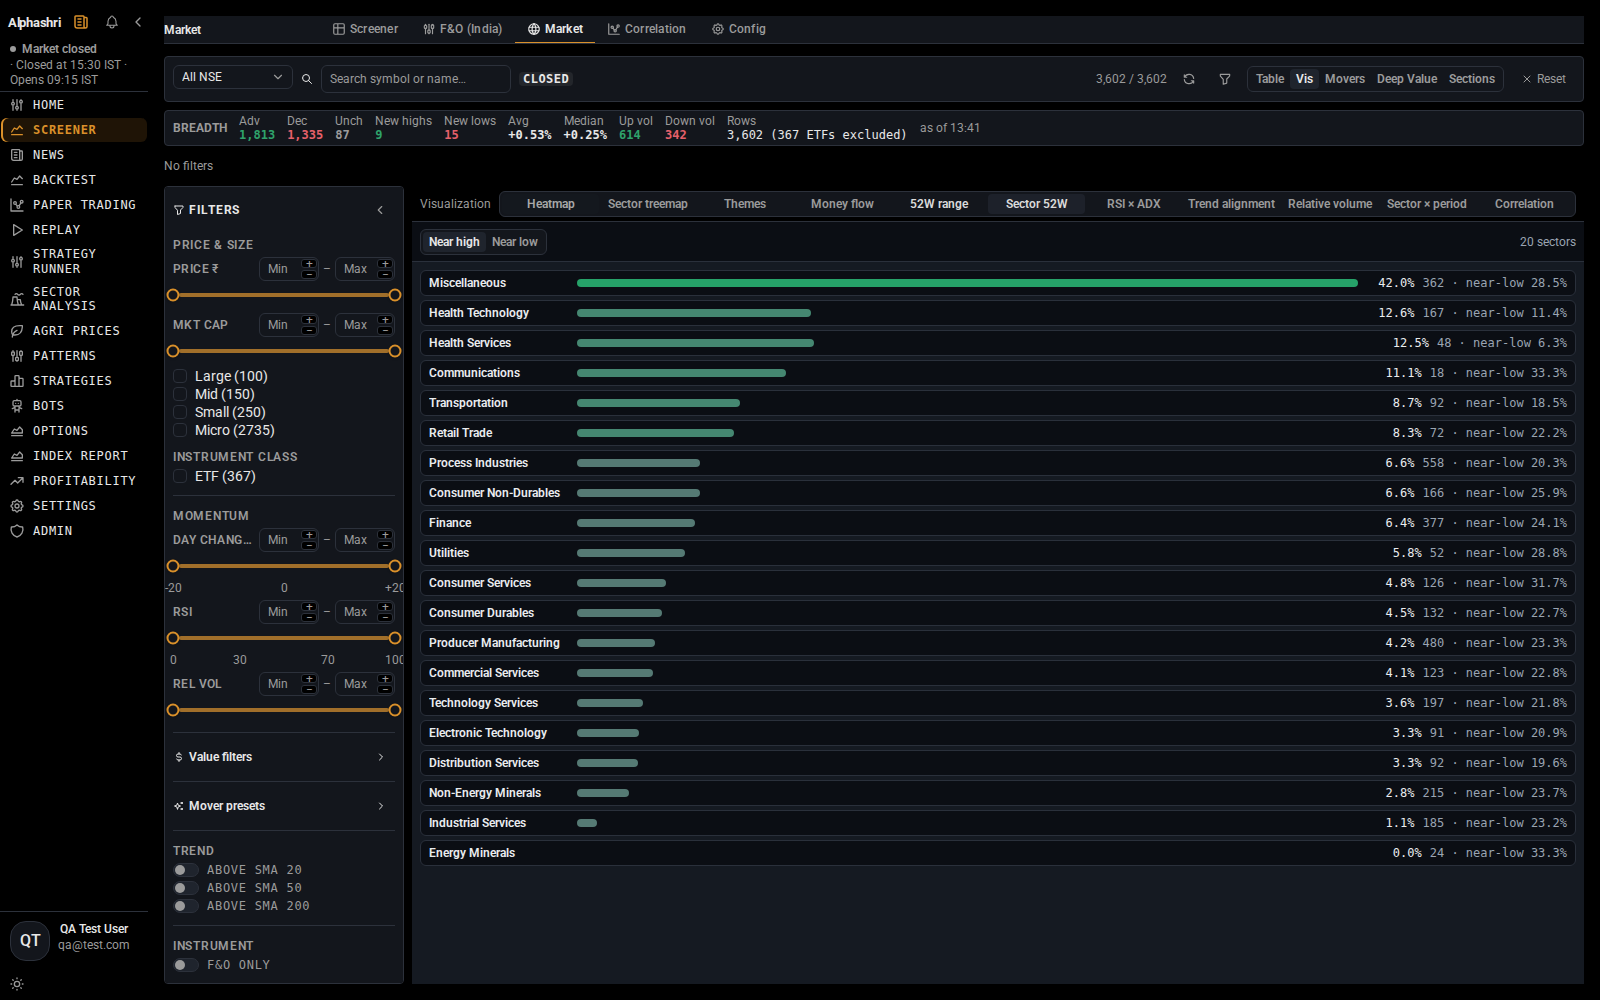 Alphashri
Market closed
· Closed at 15:30 IST ·
Opens 09:15 IST
HOME
SCREENER
NEWS
BACKTEST
PAPER TRADING
REPLAY
STRATEGY
RUNNER
SECTOR
ANALYSIS
AGRI PRICES
PATTERNS
STRATEGIES
BOTS
OPTIONS
INDEX REPORT
PROFITABILITY
SETTINGS
ADMIN
QT
QA Test User
qa@test.com
Market
Screener
F&O (India)
Market
Correlation
Config
All NSE
Search symbol or name...
CLOSED
3,602 / 3,602
Table Vis Movers Deep Value Sections
Reset
BREADTH
Adv Dec Unch New highs New lows Avg Median Up vol Down vol Rows
1,813 1,335 87 9 15 +0.53% +0.25% 614 342 3,602 (367 ETFs excluded)
as of 13:41
No filters
FILTERS
PRICE & SIZE
PRICE ₹ Min + − – Max + −
MKT CAP Min + − – Max + −
Large (100)
Mid (150)
Small (250)
Micro (2735)
INSTRUMENT CLASS
ETF (367)
MOMENTUM
DAY CHANG... Min + − – Max + −
-20 0 +20
RSI Min + − – Max + −
0 30 70 100
REL VOL Min + − – Max + −
$ Value filters
Mover presets
TREND
ABOVE SMA 20
ABOVE SMA 50
ABOVE SMA 200
INSTRUMENT
F&O ONLY
Visualization Heatmap Sector treemap Themes Money flow 52W range Sector 52W RSI × ADX Trend alignment Relative volume Sector × period Correlation
Near high Near low
20 sectors
Miscellaneous 42.0% 362 · near-low 28.5%
Health Technology 12.6% 167 · near-low 11.4%
Health Services 12.5% 48 · near-low 6.3%
Communications 11.1% 18 · near-low 33.3%
Transportation 8.7% 92 · near-low 18.5%
Retail Trade 8.3% 72 · near-low 22.2%
Process Industries 6.6% 558 · near-low 20.3%
Consumer Non-Durables 6.6% 166 · near-low 25.9%
Finance 6.4% 377 · near-low 24.1%
Utilities 5.8% 52 · near-low 28.8%
Consumer Services 4.8% 126 · near-low 31.7%
Consumer Durables 4.5% 132 · near-low 22.7%
Producer Manufacturing 4.2% 480 · near-low 23.3%
Commercial Services 4.1% 123 · near-low 22.8%
Technology Services 3.6% 197 · near-low 21.8%
Electronic Technology 3.3% 91 · near-low 20.9%
Distribution Services 3.3% 92 · near-low 19.6%
Non-Energy Minerals 2.8% 215 · near-low 23.7%
Industrial Services 1.1% 185 · near-low 23.2%
Energy Minerals 0.0% 24 · near-low 33.3%